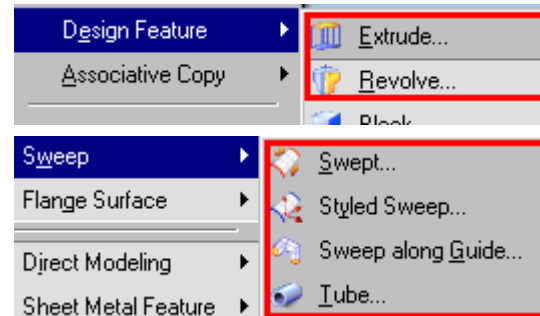 Design Feature
Extrude...
Associative Copy
Revolve...
Block
Sweep
Swept...
Flange Surface
Styled Sweep...
Sweep along Guide...
Direct Modeling
Tube...
Sheet Metal Feature